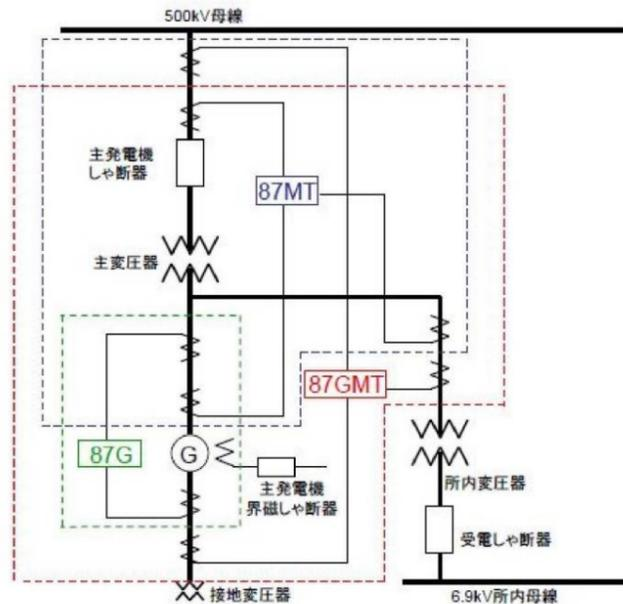 500kV母線
主発電機
しゃ断器
87MT
主変圧器
87GMT
87G
G
主発電機
界磁しゃ断器
所内変圧器
受電しゃ断器
接地変圧器
6.9kV所内母線